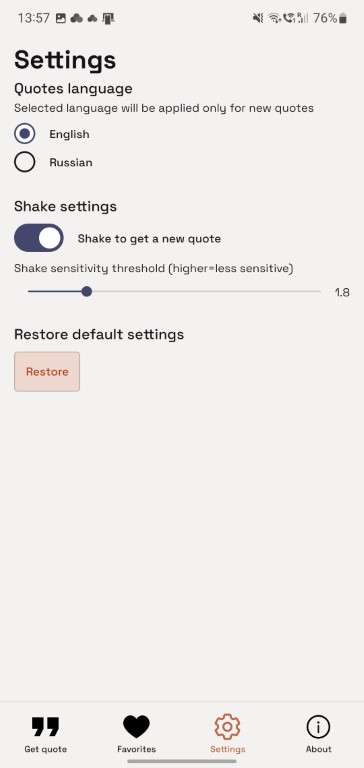 13:57 76%
Settings
Quotes language
Selected language will be applied only for new quotes
English
Russian
Shake settings
Shake to get a new quote
Shake sensitivity threshold (higher=less sensitive)
1.8
Restore default settings
Restore
Get quote Favorites Settings About